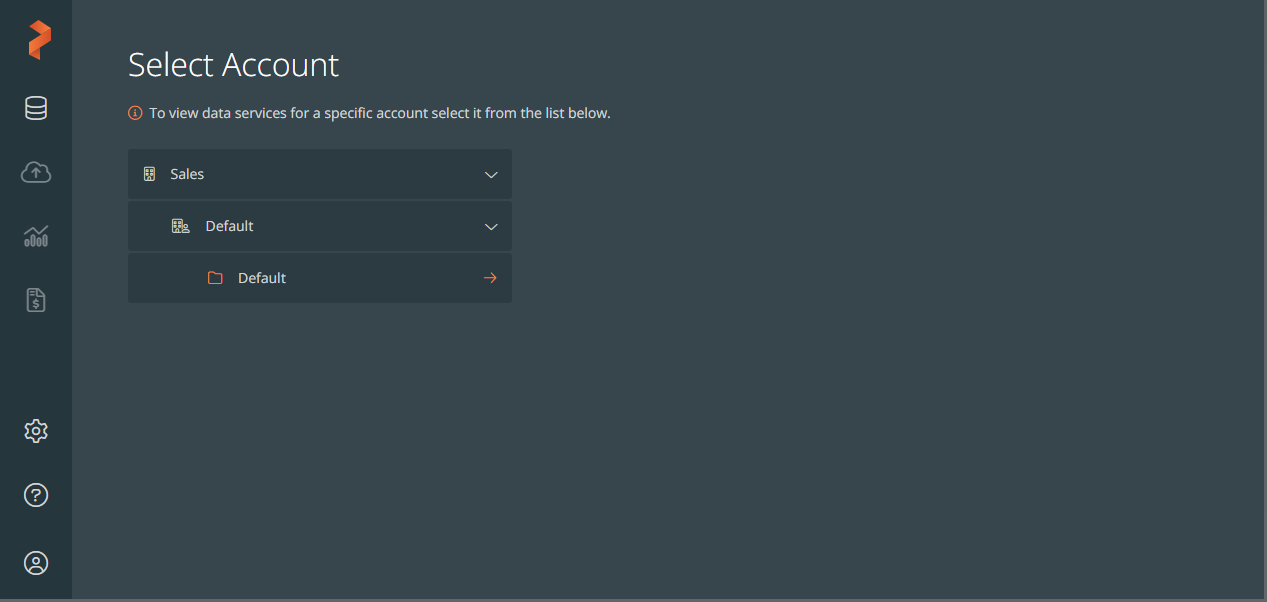 Select Account
To view data services for a specific account select it from the list below.
Sales
Default
Default